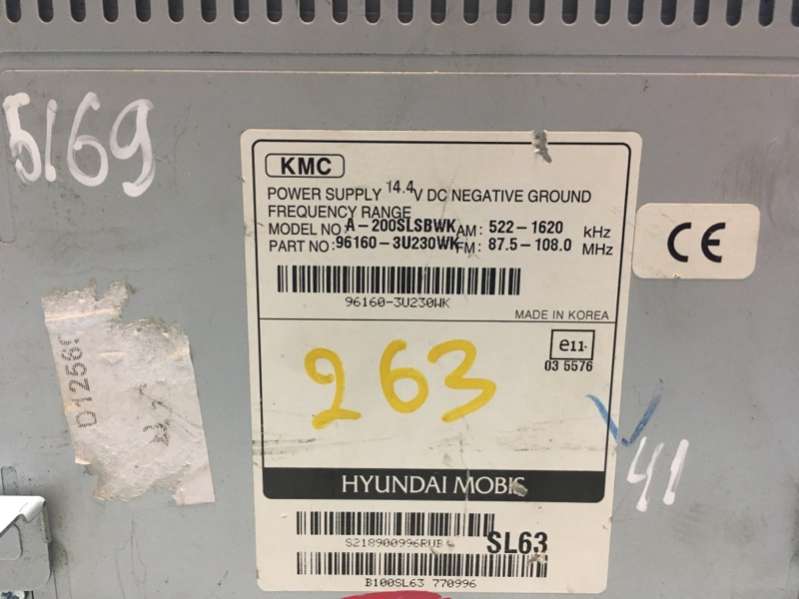 5169
KMC
POWER SUPPLY 14.4 V DC NEGATIVE GROUND
FREQUENCY RANGE
MODEL NO: A-200SLSBWK AM: 522-1620 kHz
PART NO: 96160-3U230WK FM: 87.5-108.0 MHz
CE
96160-3U230WK
MADE IN KOREA
e11
03 5576
263
41
HYUNDAI MOBIS
SL63
B100SL63 770996